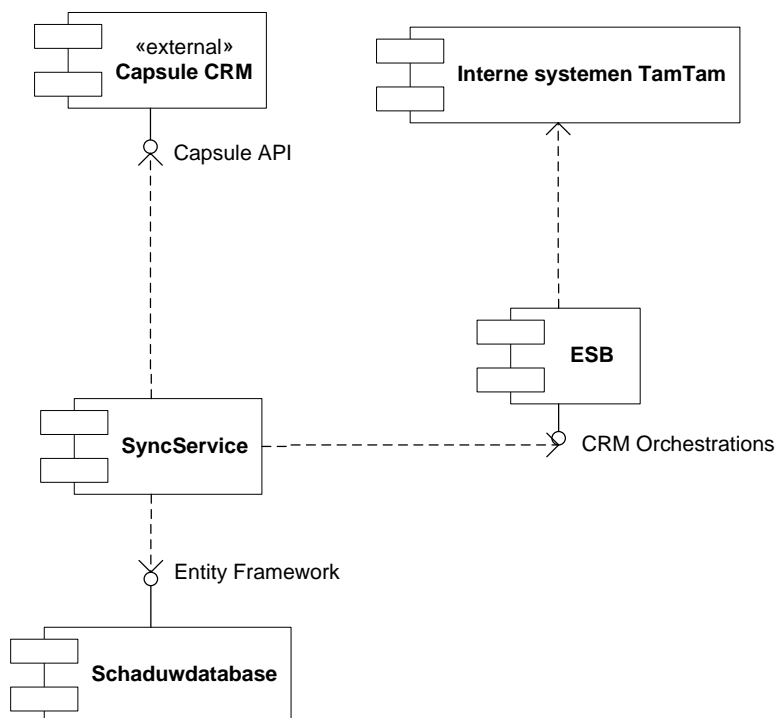 «external»
Capsule CRM
Interne systemen TamTam
Capsule API
ESB
SyncService
CRM Orchestrations
Entity Framework
Schaduwdatabase